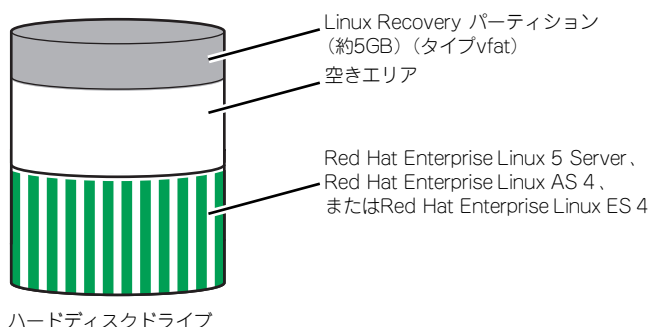 Linux Recovery パーティション
（約5GB）（タイプvfat）
空きエリア
Red Hat Enterprise Linux 5 Server、
Red Hat Enterprise Linux AS 4、
またはRed Hat Enterprise Linux ES 4
ハードディスクドライブ